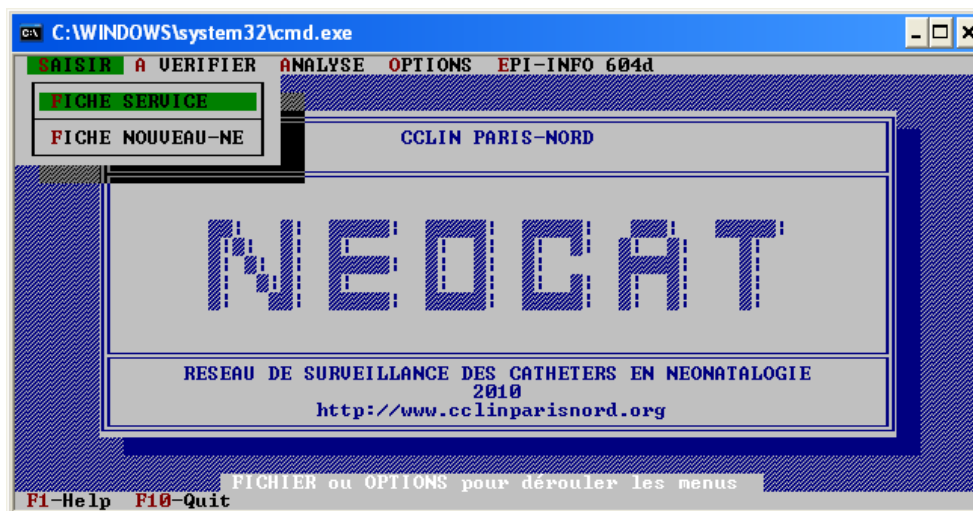 C:\WINDOWS\system32\cmd.exe
SAISIR A VERIFIER ANALYSE OPTIONS EPI-INFO 604d
FICHE SERVICE
FICHE NOUVEAU-NE
CCLIN PARIS-NORD
NEOCAT
RESEAU DE SURVEILLANCE DES CATHETERS EN NEONATALOGIE
2010
http://www.cclinparisnord.org
FICHIER ou OPTIONS pour dérouler les menus
F1-Help F10-Quit